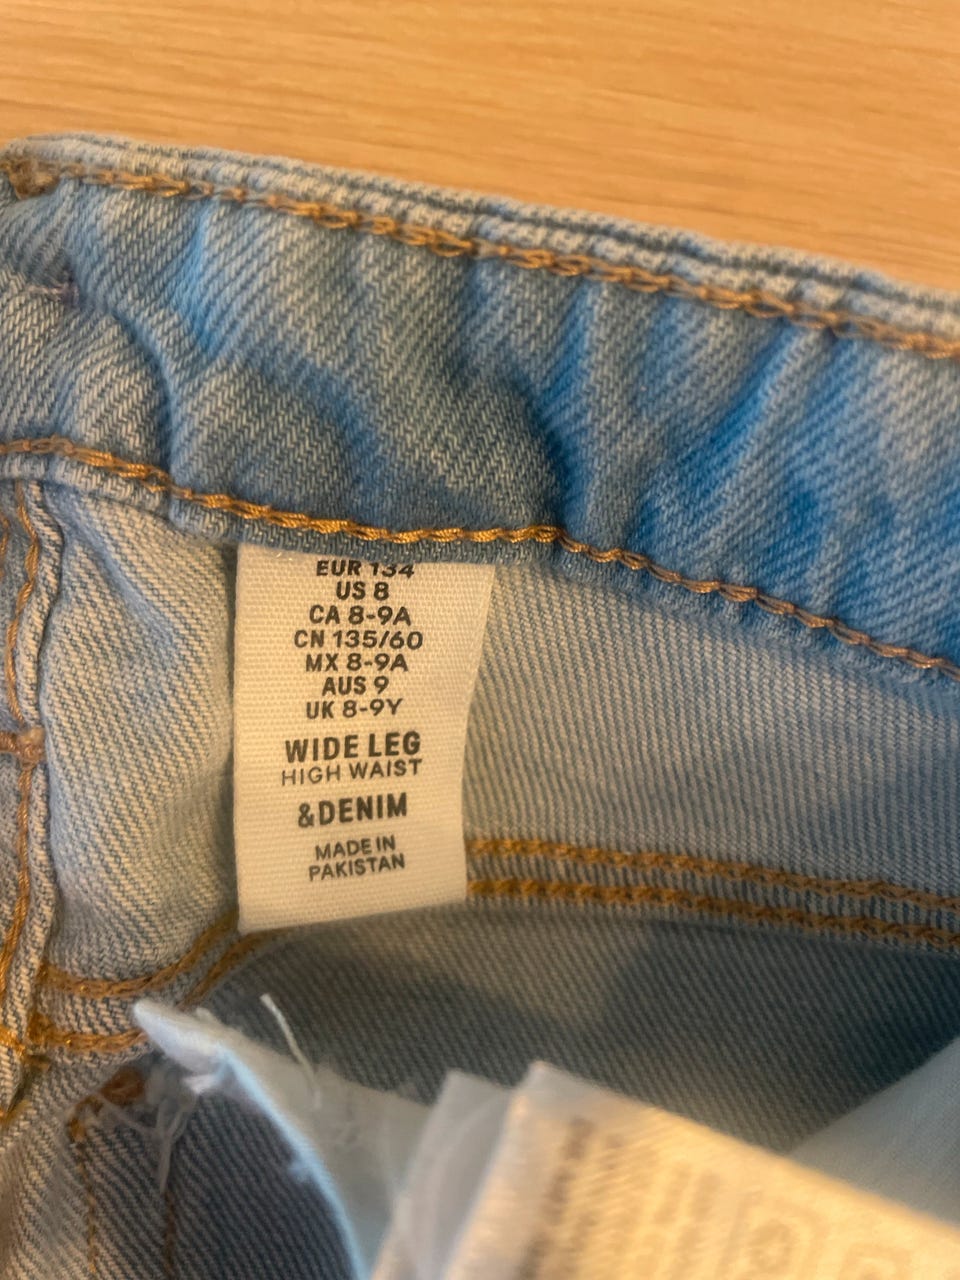 EUR 134
US 8
CA 8-9A
CN 135/60
MX 8-9A
AUS 9
UK 8-9Y
WIDE LEG
HIGH WAIST
&DENIM
MADE IN
PAKISTAN